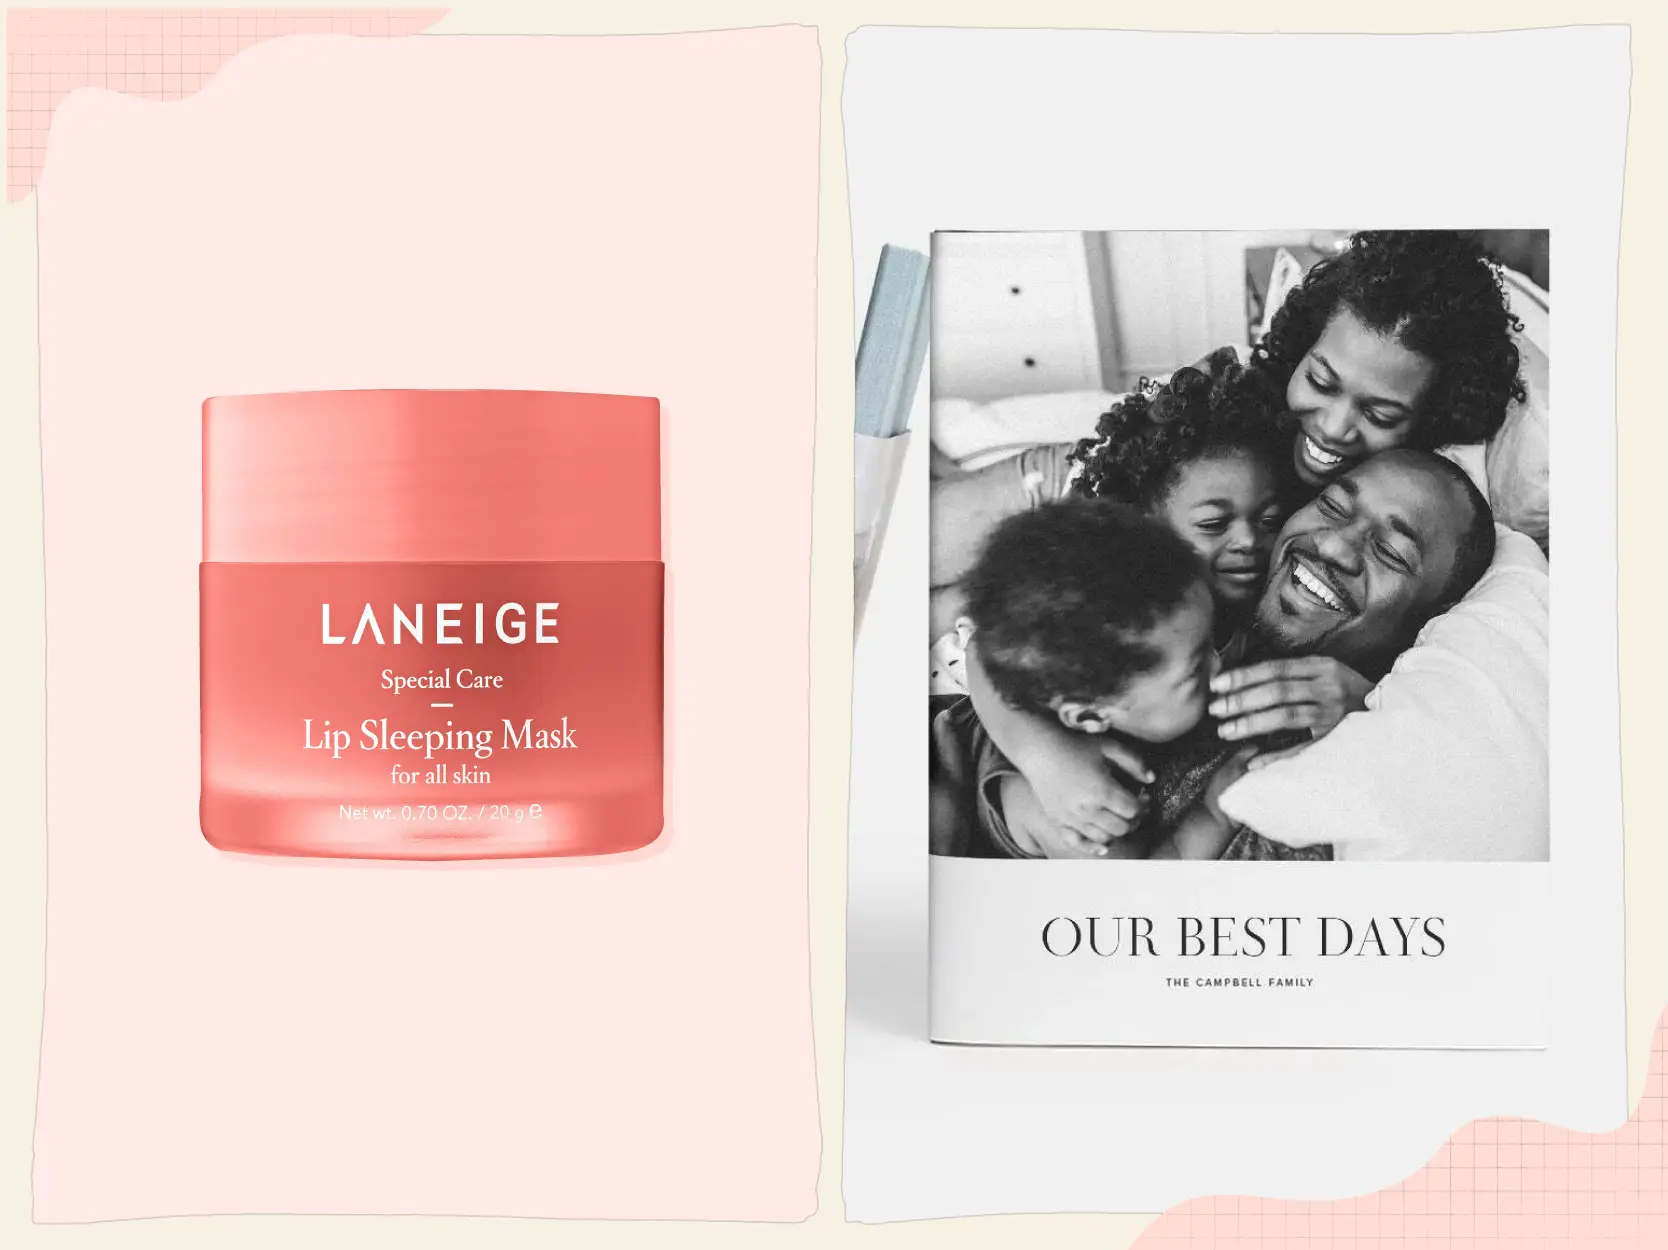 LANEIGE
Special Care
Lip Sleeping Mask
for all skin
Net wt. 0.70 OZ. / 20 g ℮
OUR BEST DAYS
THE CAMPBELL FAMILY